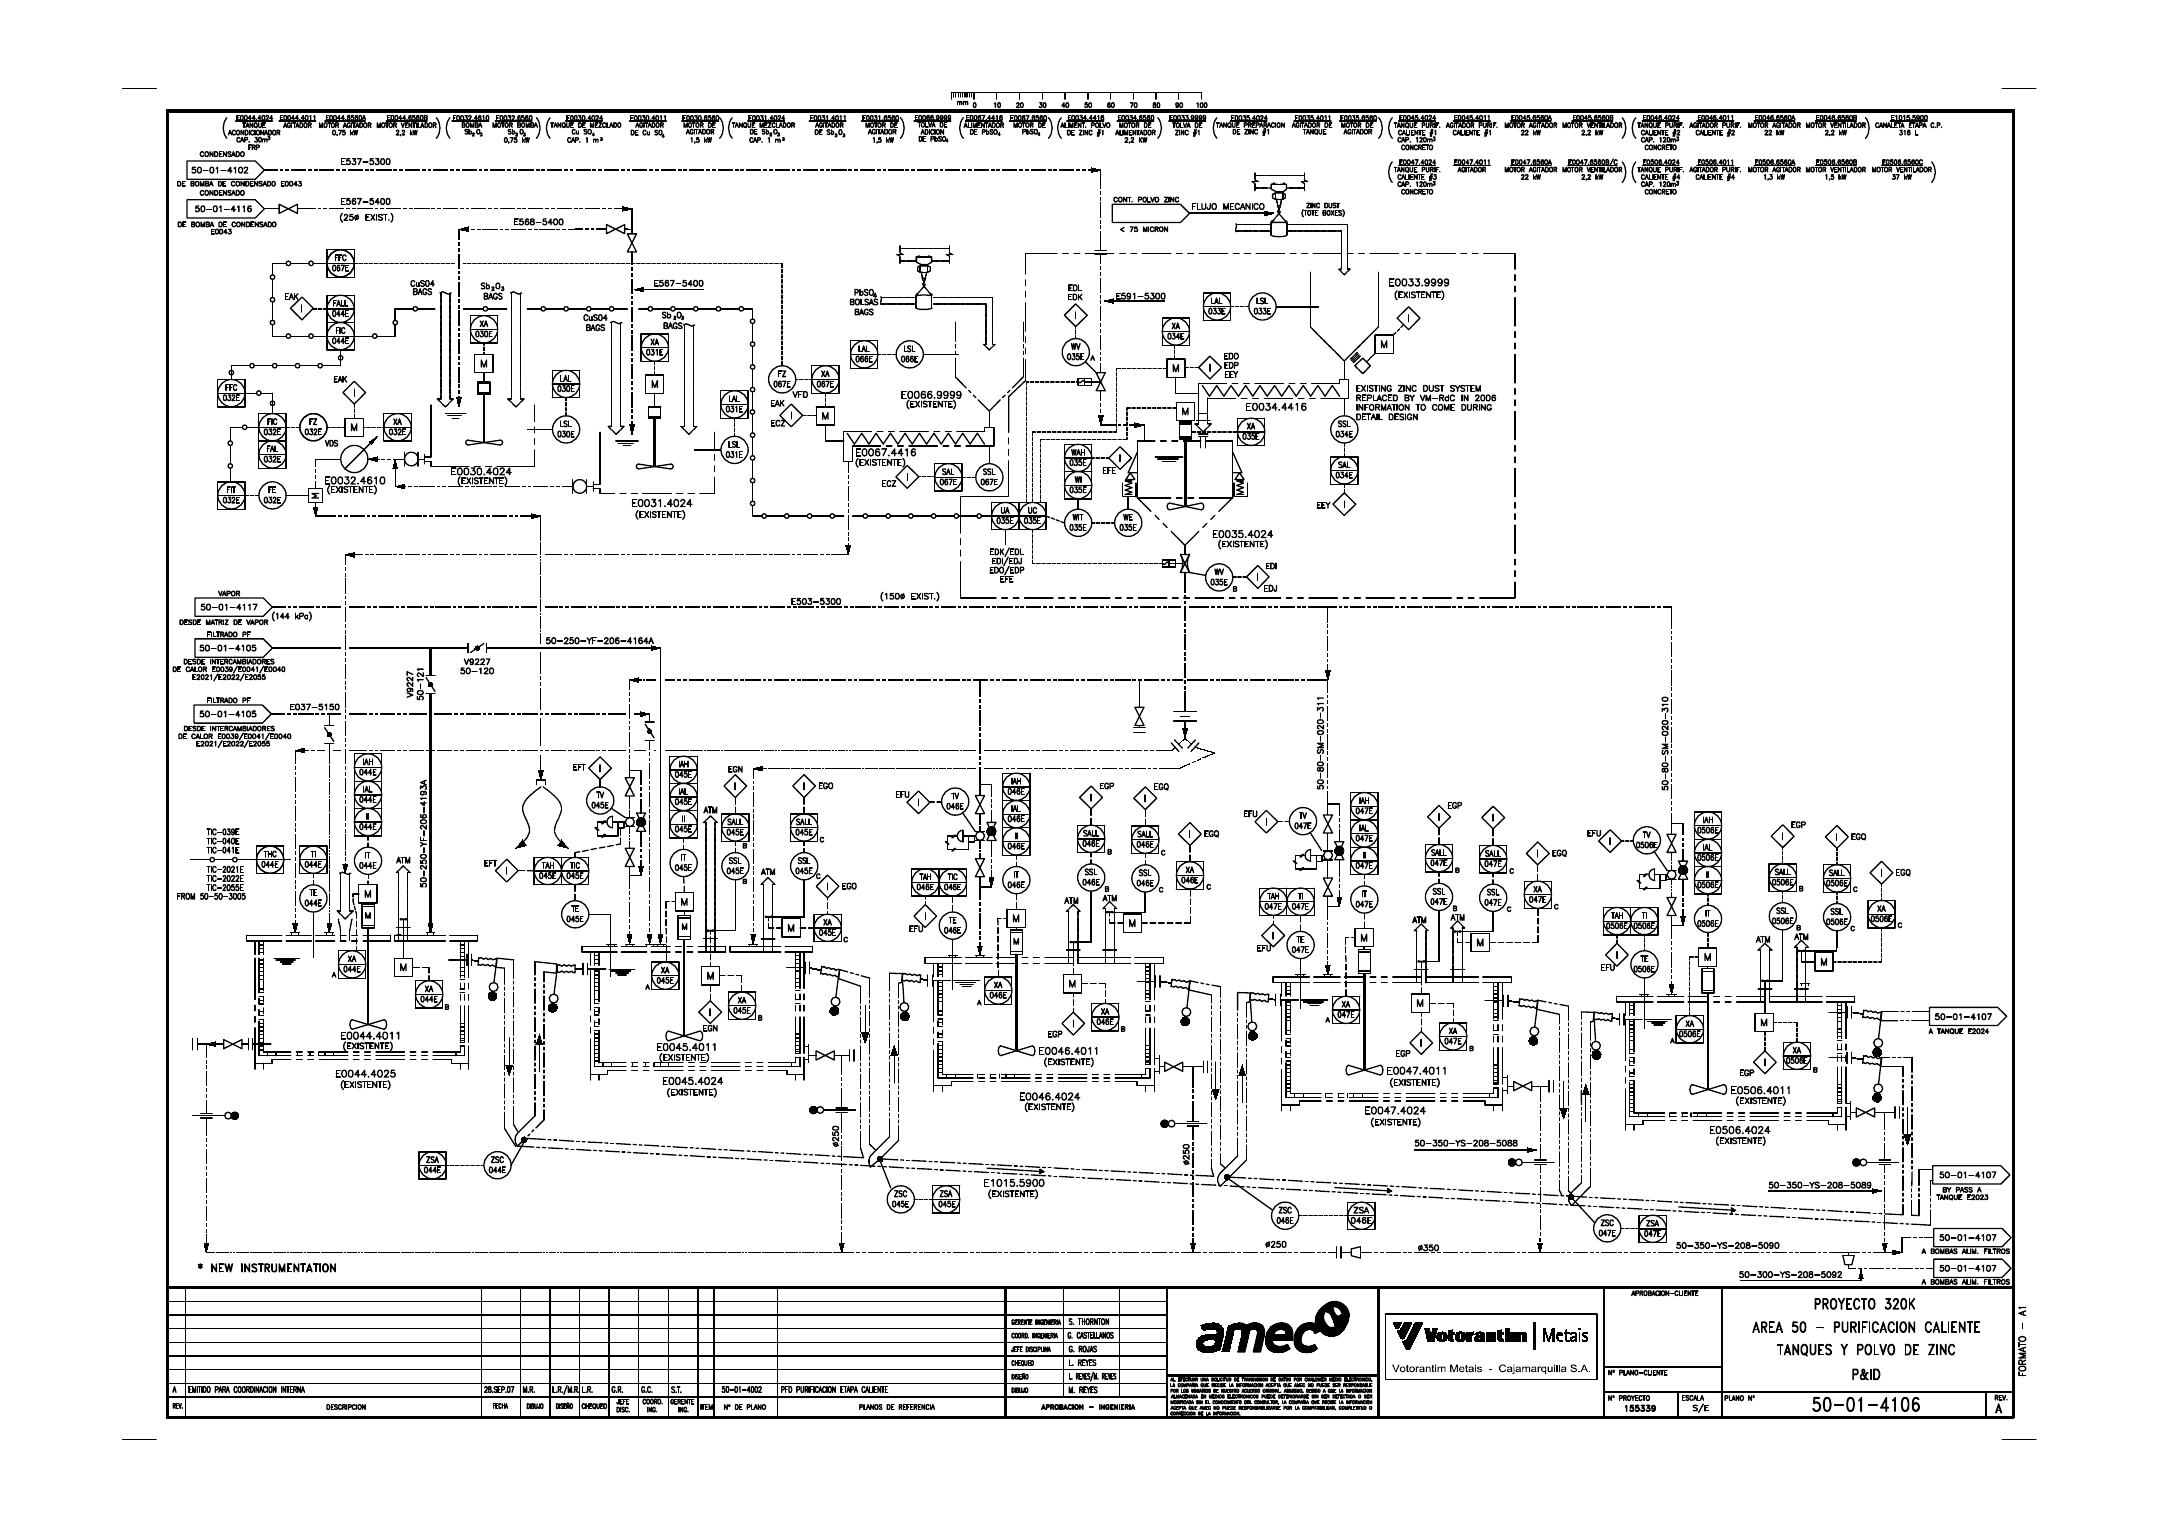 mm 0 10 20 30 40 50 60 70 80 90 100
E0044.4024 TANQUE ACONDICIONADOR CAP. 30m³ FRP
E0044.4011 AGITADOR
E0044.6560A MOTOR AGITADOR 0,75 kW
E0044.6560B MOTOR VENTILADOR 2,2 kW
E0032.4610 BOMBA Sb₂O₃
E0032.6560 MOTOR BOMBA Sb₂O₃ 0,75 kW
E0030.4024 TANQUE DE MEZCLADO Cu SO₄ CAP. 1 m³
E0030.4011 AGITADOR DE Cu SO₄
E0030.6560 MOTOR DE AGITADOR 1,5 kW
E0031.4024 TANQUE MEZCLADOR DE Sb₂O₃ CAP. 1 m³
E0031.4011 AGITADOR DE Sb₂O₃
E0031.6560 MOTOR DE AGITADOR 1,5 kW
E0066.9999 TOLVA DE ADICION DE PbSO₄
E0067.4416 ALIMENTADOR DE PbSO₄
E0067.6560 MOTOR DE PbSO₄
E0034.4416 ALIMENT. POLVO DE ZINC #1
E0034.6560 MOTOR DE ALIMENTADOR 2,2 kW
E0033.9999 TOLVA DE ZINC #1
E0035.4024 TANQUE PREPARACION DE ZINC #1
E0035.4011 AGITADOR DE TANQUE
E0035.6560 MOTOR DE AGITADOR
E0045.4024 TANQUE PURIF. CALIENTE #1 CAP. 120m³ CONCRETO
E0045.4011 AGITADOR PURIF. CALIENTE #1
E0045.6560A MOTOR AGITADOR 22 kW
E0045.6560B MOTOR VENTILADOR 2,2 kW
E0046.4024 TANQUE PURIF. CALIENTE #2 CAP. 120m³ CONCRETO
E0046.4011 AGITADOR PURIF. CALIENTE #2
E0046.6560A MOTOR AGITADOR 22 kW
E0046.6560B MOTOR VENTILADOR 2,2 kW
E1015.5900 CANALETA ETAPA C.P. 316 L
E0047.4024 TANQUE PURIF. CALIENTE #3 CAP. 120m³ CONCRETO
E0047.4011 AGITADOR
E0047.6560A MOTOR AGITADOR 22 kW
E0047.6560B/C MOTOR VENTILADOR 2,2 kW
E0506.4024 TANQUE PURIF. CALIENTE #4 CAP. 120m³ CONCRETO
E0506.4011 AGITADOR PURIF. CALIENTE #4
E0506.6560A MOTOR AGITADOR 1,3 kW
E0506.6560B MOTOR VENTILADOR 1,5 kW
E0506.6560C MOTOR VENTILADOR 37 kW
CONDENSADO
50-01-4102
DE BOMBA DE CONDENSADO E0043
E537-5300
CONDENSADO
50-01-4116
DE BOMBA DE CONDENSADO
E0043
E567-5400
(25ø EXIST.)
E568-5400
CONT. POLVO ZINC
FLUJO MECANICO
< 75 MICRON
ZINC DUST
(TOTE BOXES)
FFC 067E
EAK
FALL 044E
FIC 044E
CuSO4 BAGS
Sb₂O₃ BAGS
XA 030E
E567-5400
CuSO4 BAGS
Sb₂O₃ BAGS
XA 031E
M
PbSO₄
BOLSAS
BAGS
LAL 066E
LSL 066E
E0066.9999
(EXISTENTE)
EDL
EDK
E591-5300
WV 035E A
XA 034E
LAL 033E
LSL 033E
E0033.9999
(EXISTENTE)
M
EDO
EDP
EEY
E0034.4416
EXISTING ZINC DUST SYSTEM
REPLACED BY VM-RdC IN 2006
INFORMATION TO COME DURING
DETAIL DESIGN
FFC 032E
EAK
FIC 032E
FAL 032E
FZ 032E
VDS
M
XA 032E
FIT 032E
FE 032E
E0032.4610
(EXISTENTE)
E0030.4024
(EXISTENTE)
LAL 030E
LSL 030E
E0031.4024
(EXISTENTE)
LAL 031E
LSL 031E
FZ 067E
VFD
XA 067E
EAK
ECZ
M
E0067.4416
(EXISTENTE)
ECZ
SAL 067E
SSL 067E
WAH 035E
WI 035E
EFE
XA 035E
SSL 034E
SAL 034E
EEY
UA 035E
UC 035E
WIT 035E
WE 035E
E0035.4024
(EXISTENTE)
EDK/EDL
EDI/EDJ
EDO/EDP
EFE
WV 035E B
EDI
EDJ
VAPOR
50-01-4117
(144 kPa)
DESDE MATRIZ DE VAPOR
E503-5300
(150ø EXIST.)
FILTRADO PF
50-01-4105
DESDE INTERCAMBIADORES
DE CALOR E0039/E0041/E0040
E2021/E2022/E2055
V9227
50-120
50-250-YF-206-4164A
V9227
50-121
FILTRADO PF
50-01-4105
DESDE INTERCAMBIADORES
DE CALOR E0039/E0041/E0040
E2021/E2022/E2055
E037-5150
50-80-SM-020-311
50-80-SM-020-310
50-250-YF-206-4193A
TIC-039E
TIC-040E
TIC-041E
TIC-2021E
TIC-2022E
TIC-2055E
FROM 50-50-3005
THC 044E
TI 044E
TE 044E
IAH 044E
IAL 044E
II 044E
IT 044E
ATM
M
XA 044E A
XA 044E B
E0044.4011
(EXISTENTE)
E0044.4025
(EXISTENTE)
EFT
TV 045E
EFT
TAH 045E
TIC 045E
TE 045E
IAH 045E
IAL 045E
II 045E
IT 045E
EGN
ATM
SALL 045E B
SSL 045E B
EGO
SALL 045E
SSL 045E C
ATM
EGO
M
XA 045E C
XA 045E A
XA 045E B
EGN
E0045.4011
(EXISTENTE)
E0045.4024
(EXISTENTE)
EFU
TV 046E
TAH 046E
TIC 046E
EFU
TE 046E
IAH 046E
IAL 046E
II 046E
IT 046E
EGP
SALL 046E
SSL 046E B
EGQ
SALL 046E
SSL 046E C
ATM
ATM
EGQ
XA 046E C
XA 046E A
XA 046E B
EGP
E0046.4011
(EXISTENTE)
E0046.4024
(EXISTENTE)
EFU
TV 047E
TAH 047E
TI 047E
EFU
TE 047E
IAH 047E
IAL 047E
II 047E
IT 047E
EGP
SALL 047E
SSL 047E B
SALL 047E
SSL 047E C
ATM
ATM
EGQ
XA 047E C
XA 047E A
XA 047E B
EGP
E0047.4011
(EXISTENTE)
E0047.4024
(EXISTENTE)
EFU
TV 0506E
TAH 0506E
TI 0506E
EFU
TE 0506E
IAH 0506E
IAL 0506E
II 0506E
IT 0506E
EGP
SALL 0506E B
SSL 0506E B
EGQ
SALL 0506E C
SSL 0506E C
ATM
ATM
EGQ
XA 0506E C
XA 0506E A
XA 0506E B
EGP
E0506.4011
(EXISTENTE)
E0506.4024
(EXISTENTE)
50-01-4107
A TANQUE E2024
ZSA 044E
ZSC 044E
ø250
ZSC 045E
ZSA 045E
E1015.5900
(EXISTENTE)
ø250
ZSC 046E
ZSA 046E
50-350-YS-208-5088
ZSC 047E
ZSA 047E
50-350-YS-208-5089
50-01-4107
BY PASS A
TANQUE E2023
ø250
ø350
50-350-YS-208-5090
50-01-4107
A BOMBAS ALIM. FILTROS
50-300-YS-208-5092
50-01-4107
A BOMBAS ALIM. FILTROS
* NEW INSTRUMENTATION
A EMITIDO PARA COORDINACION INTERNA 28.SEP.07 M.R. L.R./M.R. L.R. G.R. G.C. S.T. 50-01-4002 PFD PURIFICACION ETAPA CALIENTE
REV. DESCRIPCION FECHA DIBUJO DISEÑO CHEQUEO JEFE DISC. COORD. ING. GERENTE ING. ITEM N° DE PLANO PLANOS DE REFERENCIA
GERENTE INGENIERIA S. THORNTON
COORD. INGENIERIA G. CASTELLANOS
JEFE DISCIPLINA G. ROJAS
CHEQUEO L. REYES
DISEÑO L. REYES/M. REYES
DIBUJO M. REYES
APROBACION - INGENIERIA
amec
Votorantim | Metais
Votorantim Metais - Cajamarquilla S.A.
APROBACION-CLIENTE
N° PLANO-CLIENTE
N° PROYECTO
155339
ESCALA
S/E
PROYECTO 320K
AREA 50 - PURIFICACION CALIENTE
TANQUES Y POLVO DE ZINC
P&ID
PLANO N°
50-01-4106
REV.
A
FORMATO - A1